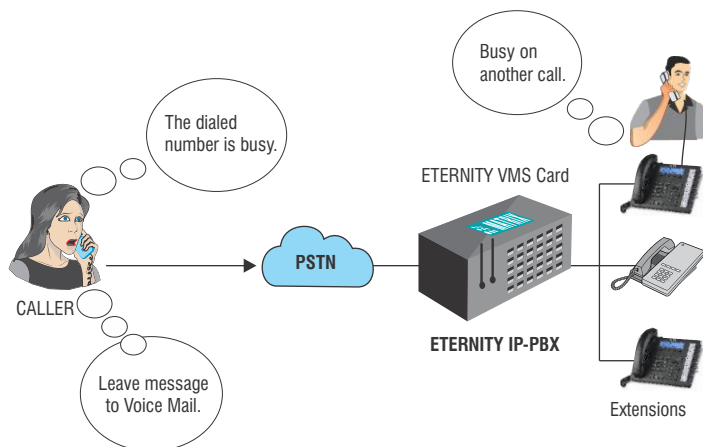 Busy on
another call.
The dialed
number is busy.
ETERNITY VMS Card
PSTN
CALLER
ETERNITY IP-PBX
Leave message
to Voice Mail.
Extensions